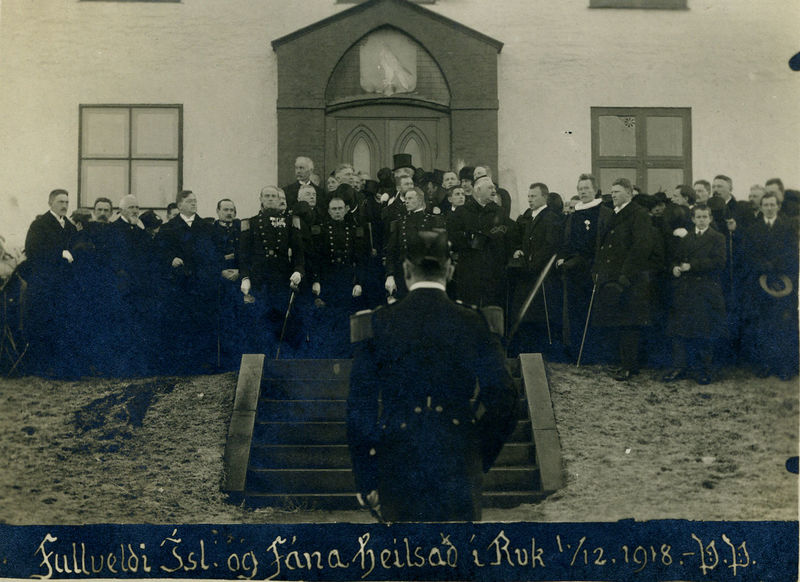 Fullveldi Ísl. og Fána heilsað í Rvk 1/12. 1918. - P.P.